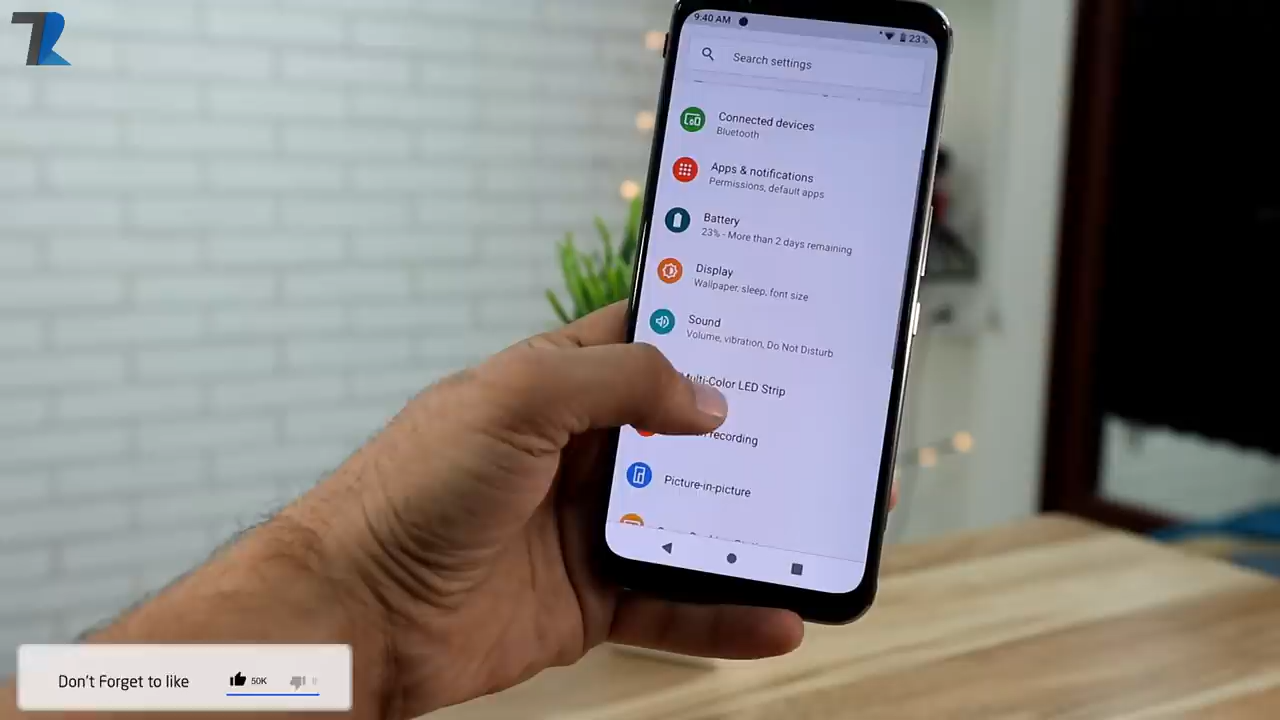 9:40 AM
23%
Search settings
Connected devices
Bluetooth
Apps & notifications
Permissions, default apps
Battery
23% - More than 2 days remaining
Display
Wallpaper, sleep, font size
Sound
Volume, vibration, Do Not Disturb
Multi-Color LED Strip
recording
Picture-in-picture
Don't Forget to like
50K